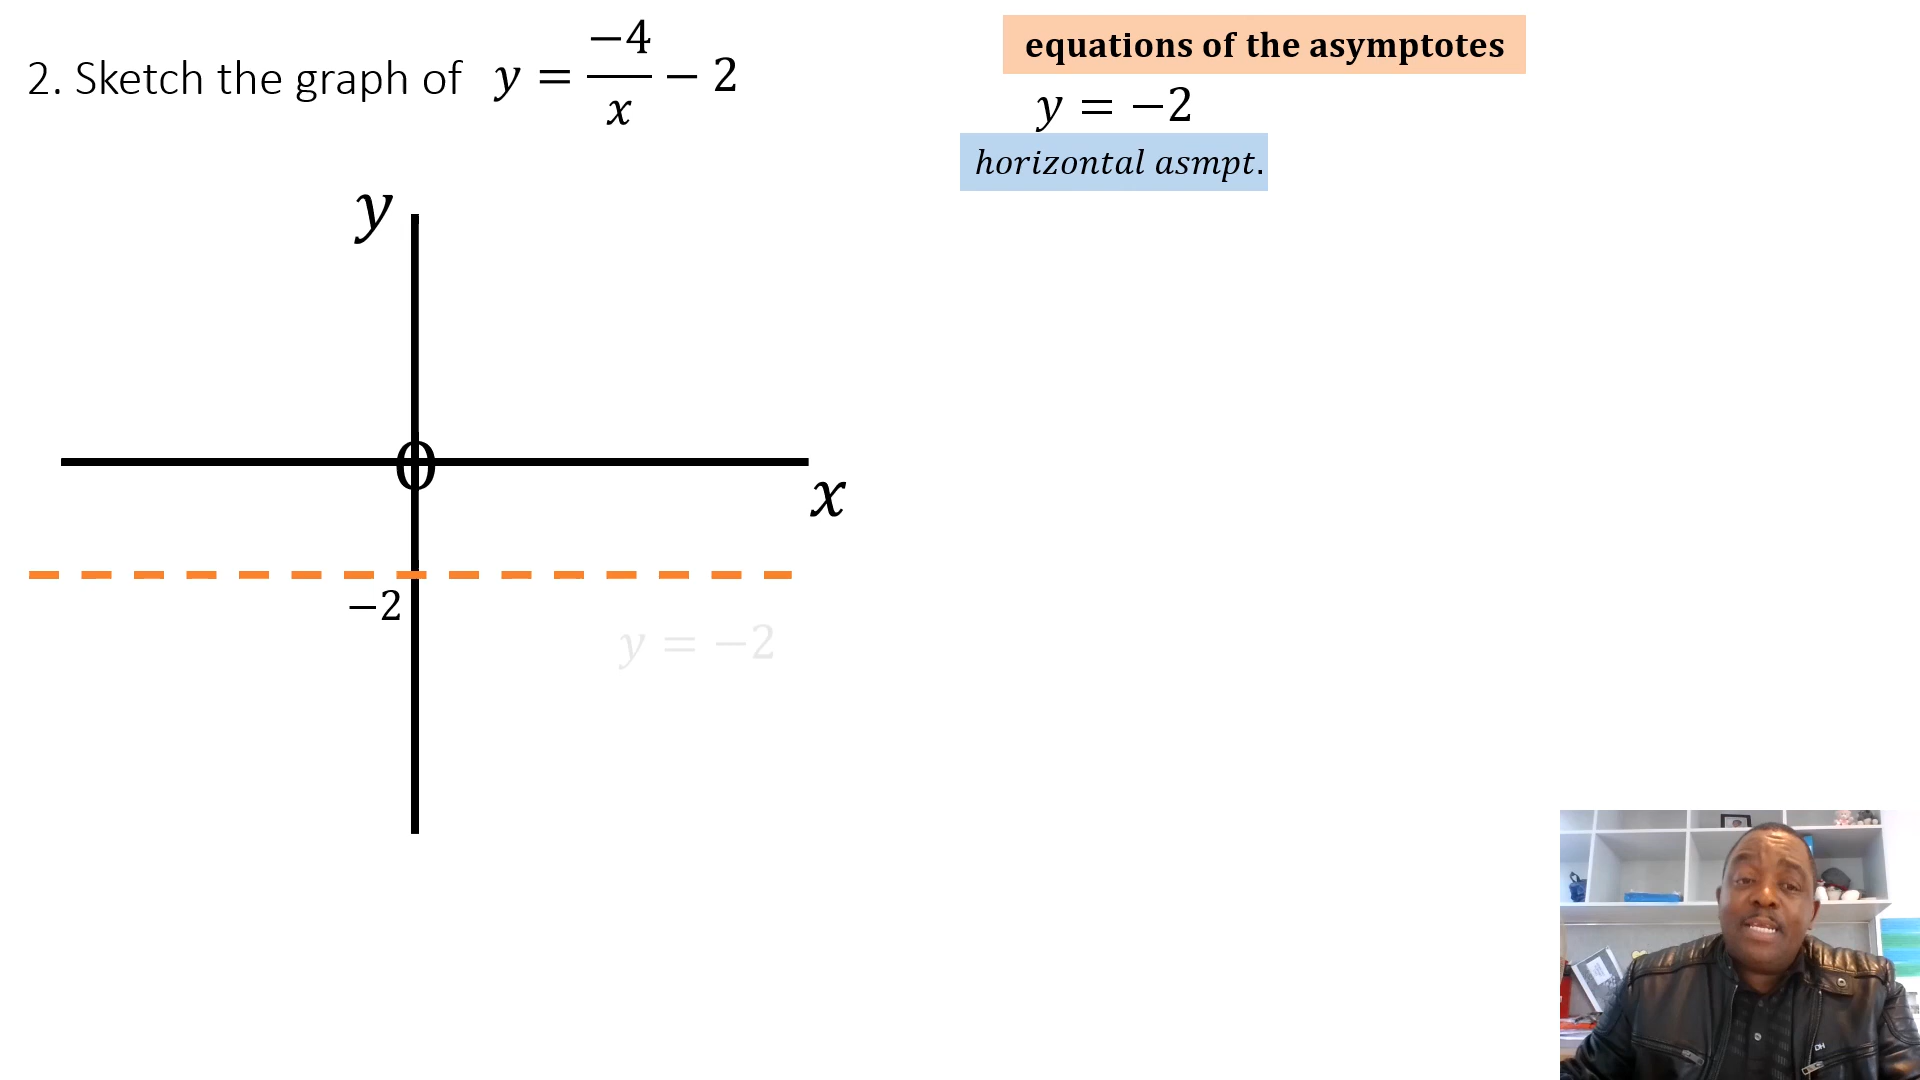 2. Sketch the graph of y = −4/x − 2
equations of the asymptotes
y = −2
horizontal asmpt.
y
0
x
−2
y = −2